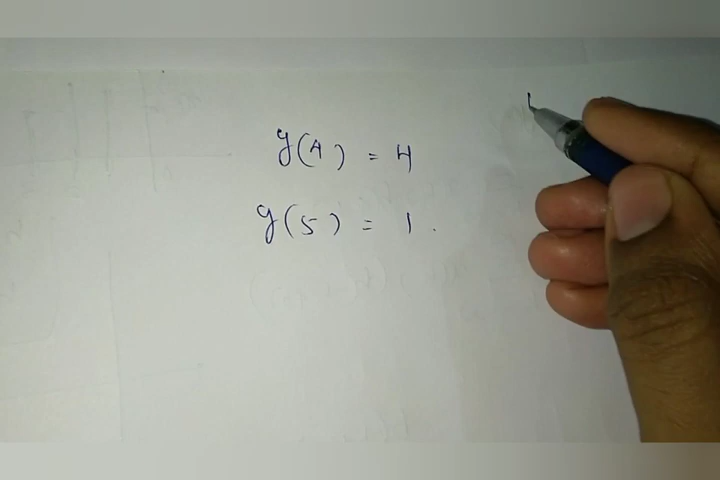 y(4) = 4
y(5) = 1.